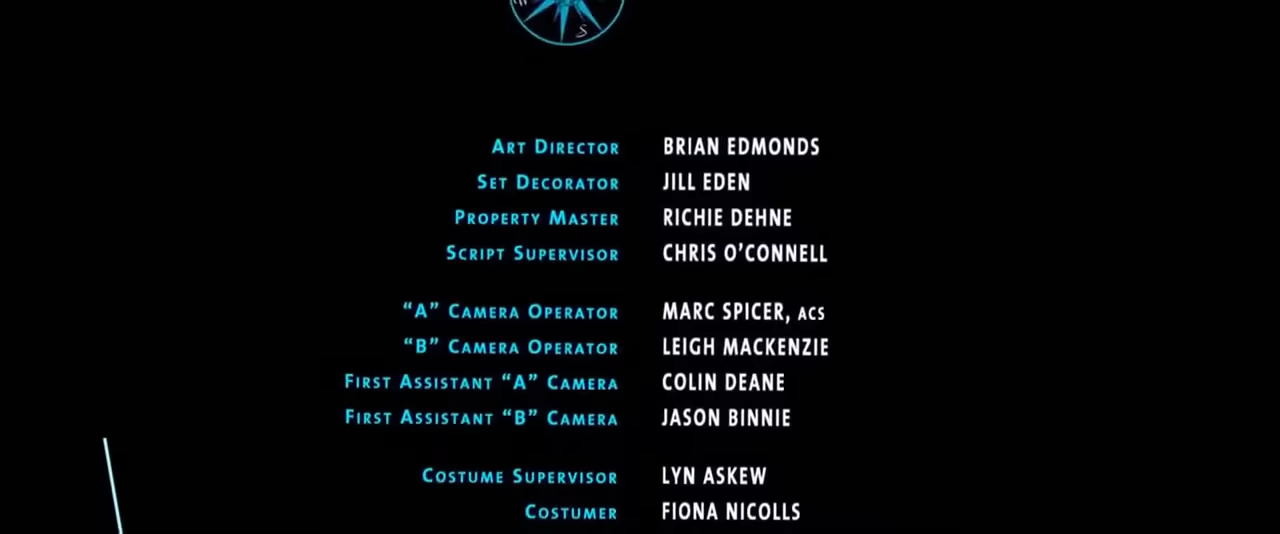 S
ART DIRECTOR BRIAN EDMONDS
SET DECORATOR JILL EDEN
PROPERTY MASTER RICHIE DEHNE
SCRIPT SUPERVISOR CHRIS O’CONNELL
“A” CAMERA OPERATOR MARC SPICER, ACS
“B” CAMERA OPERATOR LEIGH MACKENZIE
FIRST ASSISTANT “A” CAMERA COLIN DEANE
FIRST ASSISTANT “B” CAMERA JASON BINNIE
COSTUME SUPERVISOR LYN ASKEW
COSTUMER FIONA NICOLLS